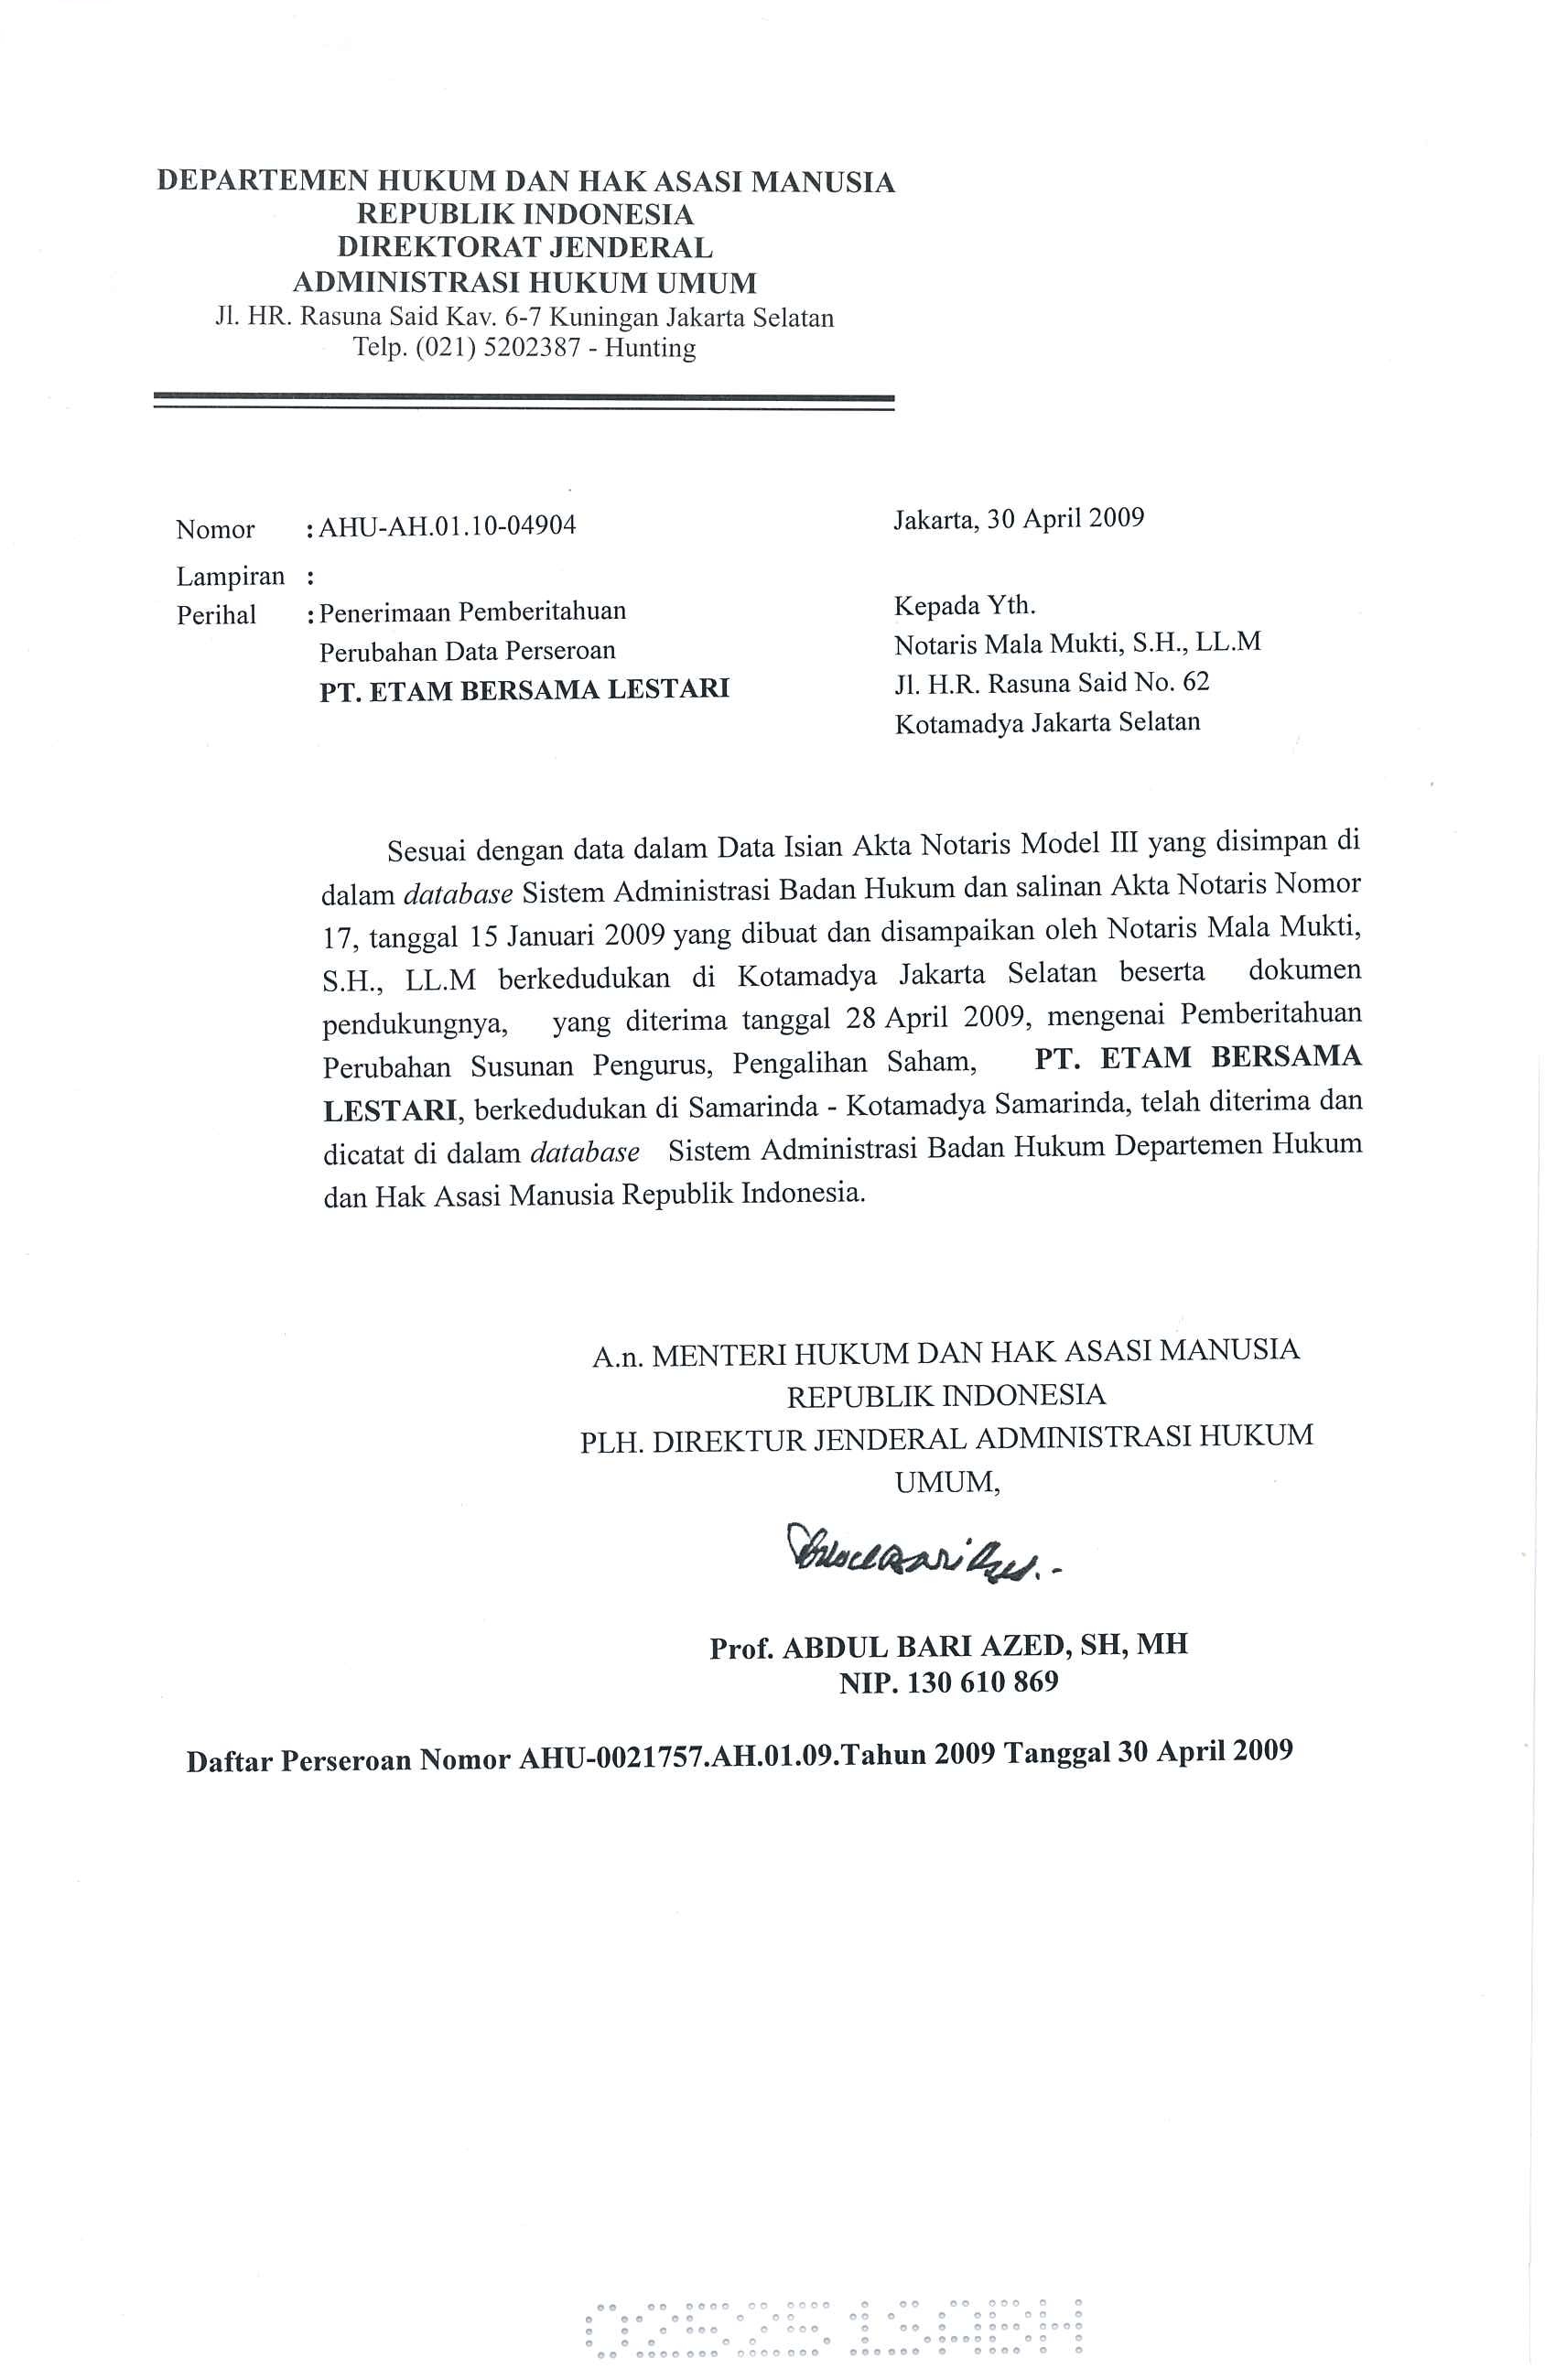 DEPARTEMEN HUKUM DAN HAK ASASI MANUSIA
REPUBLIK INDONESIA
DIREKTORAT JENDERAL
ADMINISTRASI HUKUM UMUM
Jl. HR. Rasuna Said Kav. 6-7 Kuningan Jakarta Selatan
Telp. (021) 5202387 - Hunting
Nomor : AHU-AH.01.10-04904
Jakarta, 30 April 2009
Lampiran :
Perihal : Penerimaan Pemberitahuan
Perubahan Data Perseroan
PT. ETAM BERSAMA LESTARI
Kepada Yth.
Notaris Mala Mukti, S.H., LL.M
Jl. H.R. Rasuna Said No. 62
Kotamadya Jakarta Selatan
Sesuai dengan data dalam Data Isian Akta Notaris Model III yang disimpan di
dalam database Sistem Administrasi Badan Hukum dan salinan Akta Notaris Nomor
17, tanggal 15 Januari 2009 yang dibuat dan disampaikan oleh Notaris Mala Mukti,
S.H., LL.M berkedudukan di Kotamadya Jakarta Selatan beserta dokumen
pendukungnya, yang diterima tanggal 28 April 2009, mengenai Pemberitahuan
Perubahan Susunan Pengurus, Pengalihan Saham, PT. ETAM BERSAMA
LESTARI, berkedudukan di Samarinda - Kotamadya Samarinda, telah diterima dan
dicatat di dalam database Sistem Administrasi Badan Hukum Departemen Hukum
dan Hak Asasi Manusia Republik Indonesia.
A.n. MENTERI HUKUM DAN HAK ASASI MANUSIA
REPUBLIK INDONESIA
PLH. DIREKTUR JENDERAL ADMINISTRASI HUKUM
UMUM,
Prof. ABDUL BARI AZED, SH, MH
NIP. 130 610 869
Daftar Perseroan Nomor AHU-0021757.AH.01.09.Tahun 2009 Tanggal 30 April 2009